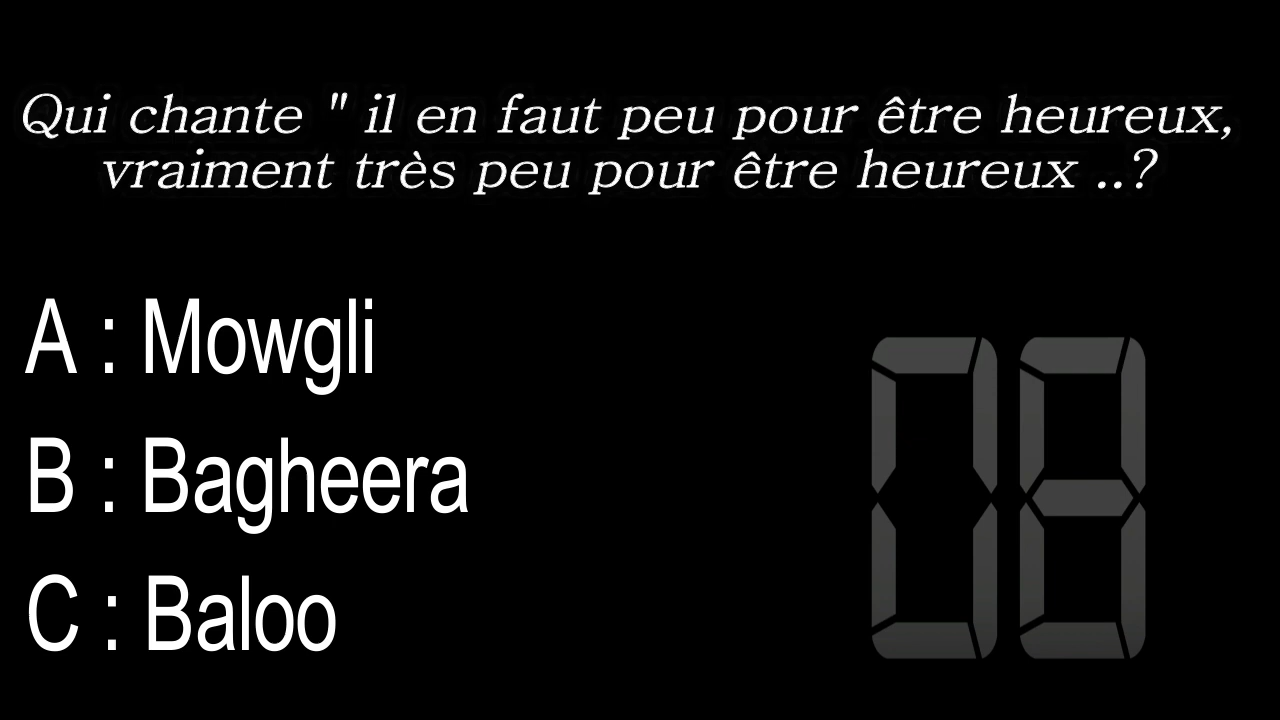 Qui chante " il en faut peu pour être heureux,
vraiment très peu pour être heureux ..?
A : Mowgli
B : Bagheera
C : Baloo
08